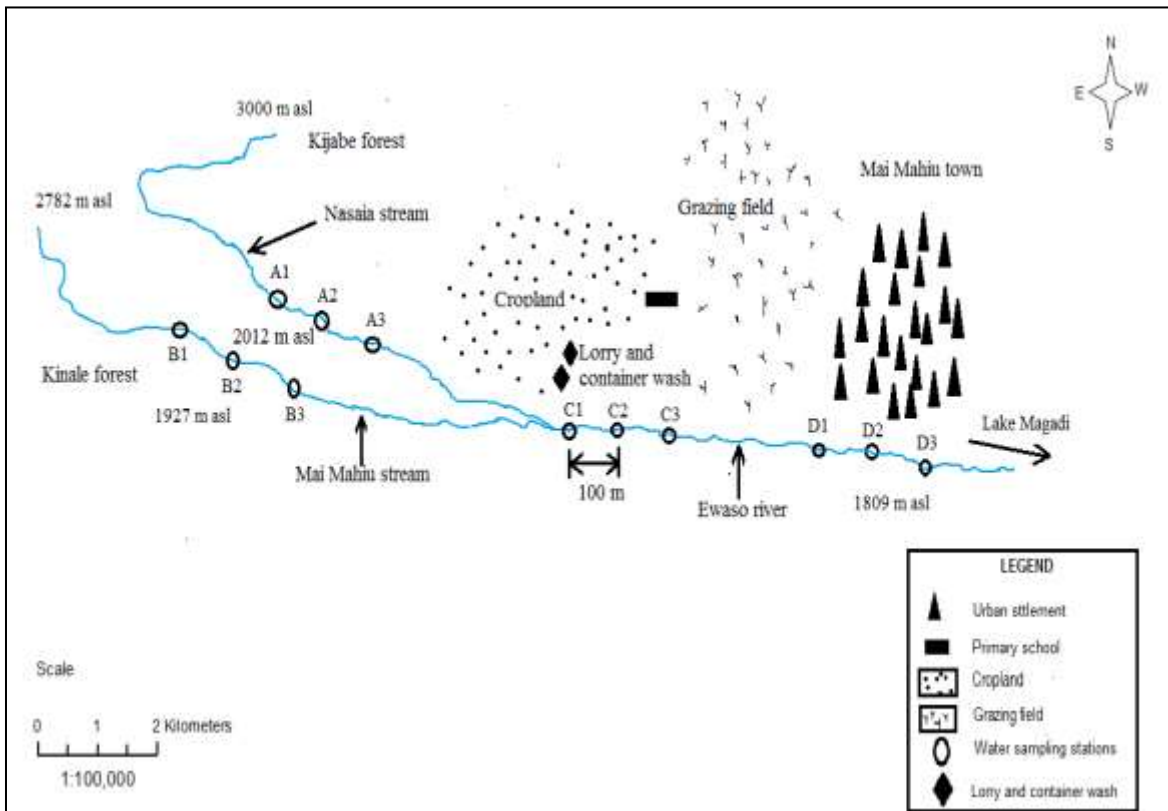 N
E W
S
3000 m asl
Kijabe forest
Mai Mahiu town
2782 m asl
Nasaia stream
Grazing field
A1
A2
A3
Cropland
2012 m asl
B1
Kinale forest
B2
B3
Lorry and
container wash
1927 m asl
C1 C2 C3
D1 D2 D3
Lake Magadi
Mai Mahiu stream
100 m
Ewaso river
1809 m asl
LEGEND
Urban sttlement
Primary school
Cropland
Grazing field
Water sampling stations
Lorry and container wash
Scale
0 1 2 Kilometers
1:100,000